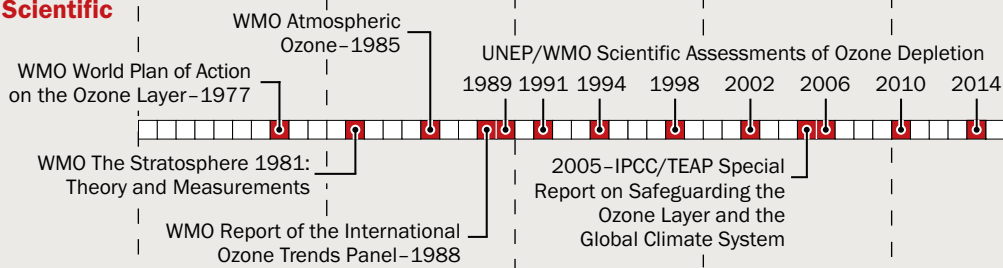 Scientific
WMO Atmospheric
Ozone–1985
WMO World Plan of Action
on the Ozone Layer–1977
UNEP/WMO Scientific Assessments of Ozone Depletion
1989 1991 1994 1998 2002 2006 2010 2014
WMO The Stratosphere 1981:
Theory and Measurements
WMO Report of the International
Ozone Trends Panel–1988
2005–IPCC/TEAP Special
Report on Safeguarding the
Ozone Layer and the
Global Climate System